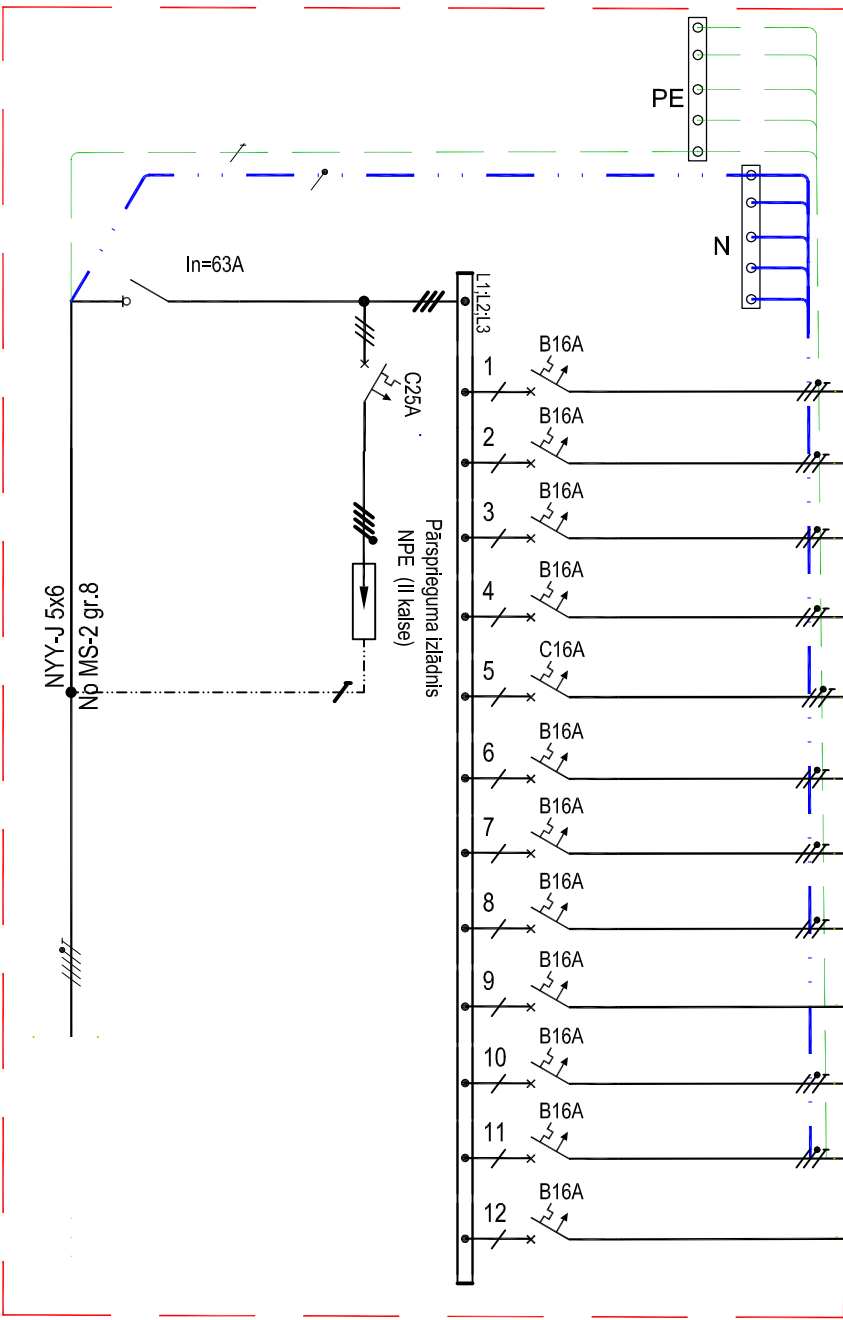 PE
N
In=63A
L1;L2;L3
C25A
Pārsprieguma izlādnis
NPE (II kalse)
NYY-J 5x6
No MS-2 gr.8
1
B16A
2
B16A
3
B16A
4
B16A
5
C16A
6
B16A
7
B16A
8
B16A
9
B16A
10
B16A
11
B16A
12
B16A